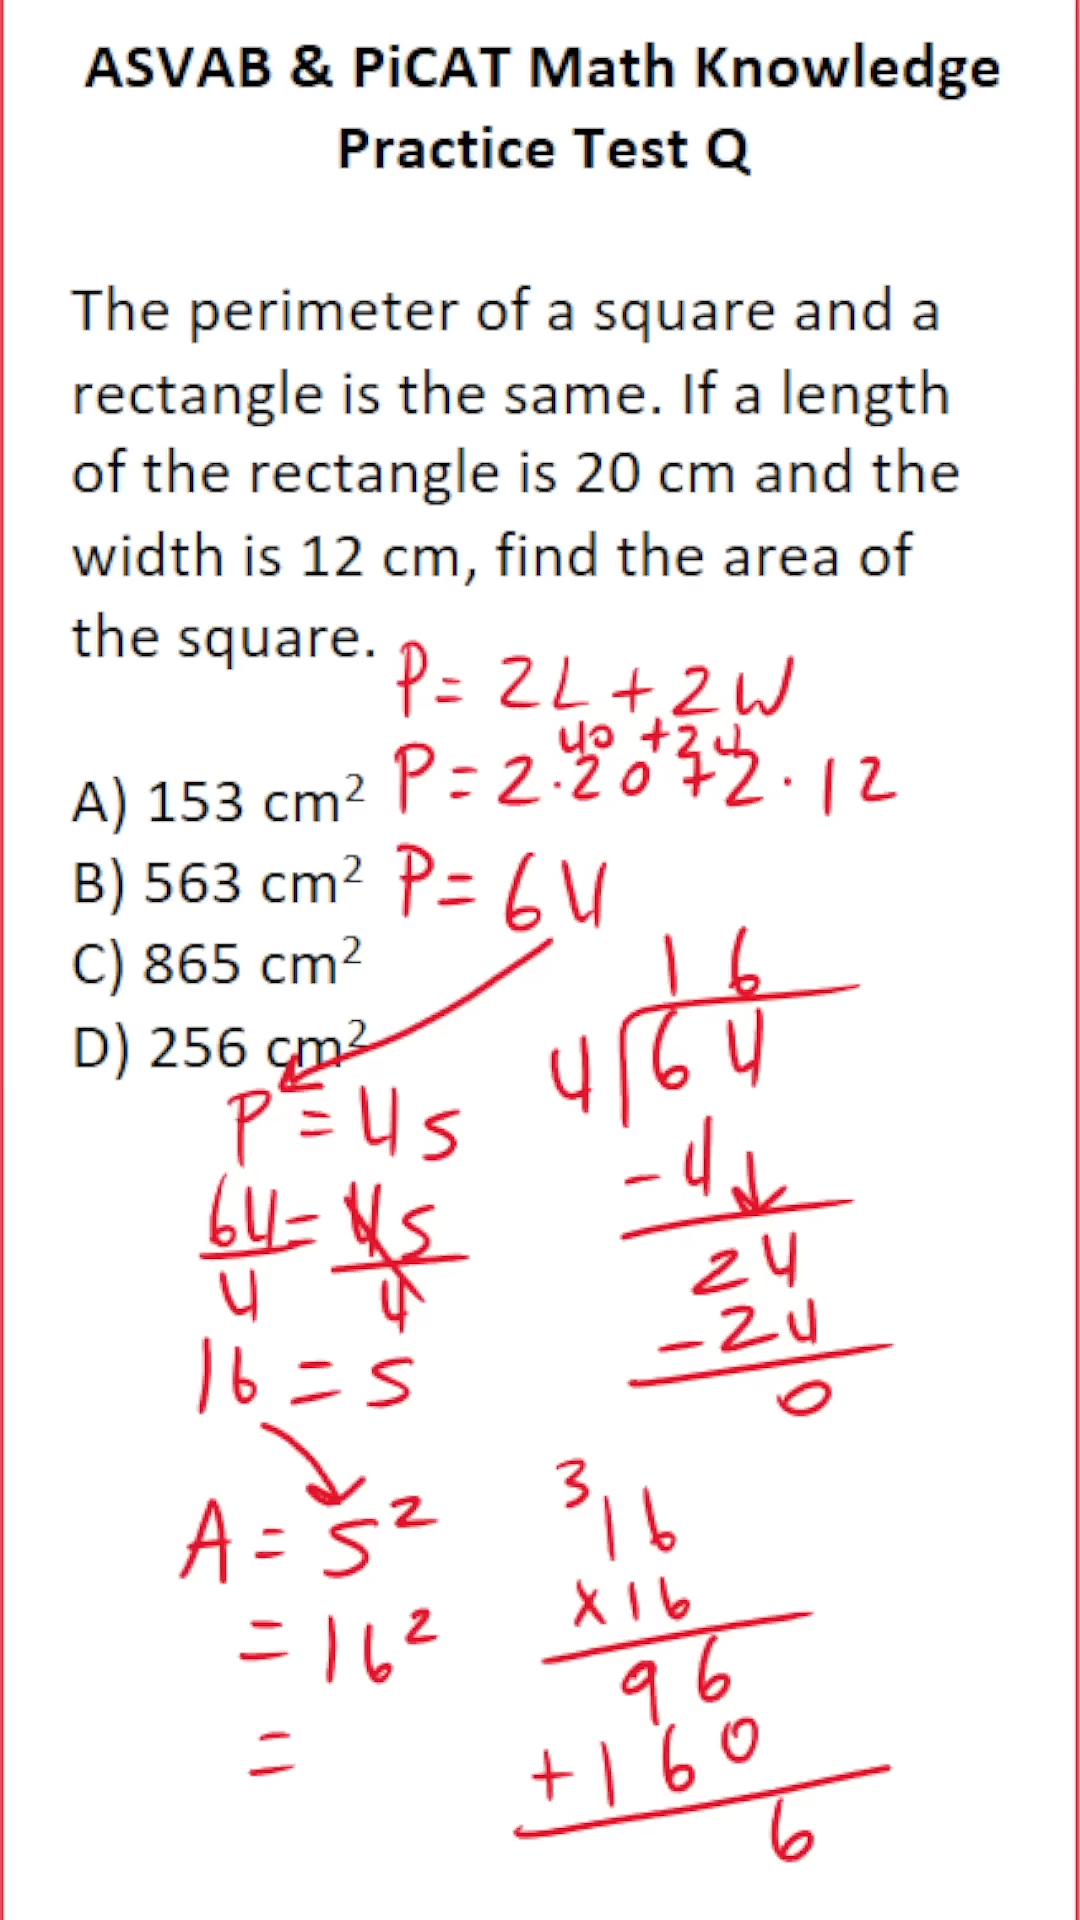 ASVAB & PiCAT Math Knowledge
Practice Test Q
The perimeter of a square and a
rectangle is the same. If a length
of the rectangle is 20 cm and the
width is 12 cm, find the area of
the square.
P = 2L + 2W
40 + 24
P = 2·20 + 2·12
P = 64
A) 153 cm²
B) 563 cm²
C) 865 cm²
D) 256 cm²
P = 4s
64 = 4s
4 4
16 = s
A = s²
= 16²
=
16
4 64
- 4
24
- 24
0
3
16
x 16
96
+ 160
6